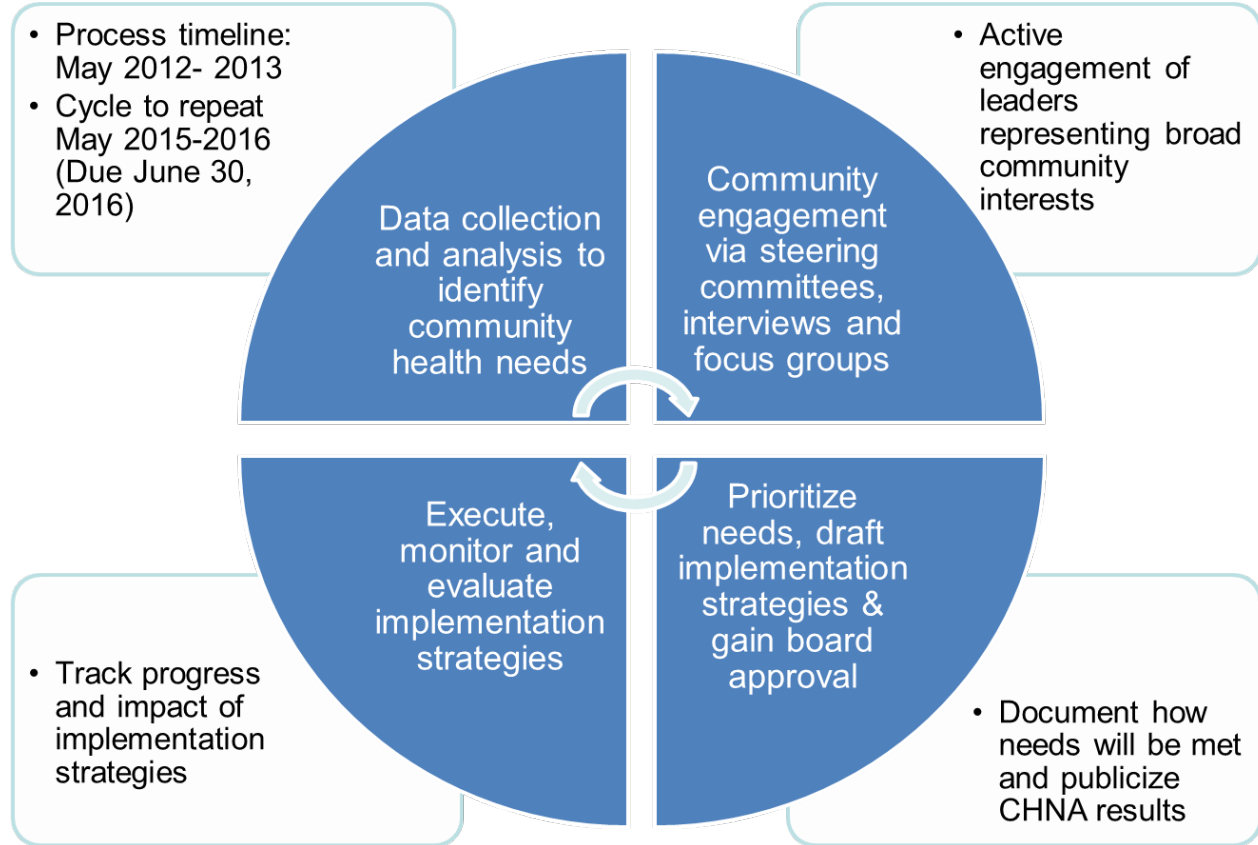 • Process timeline:
May 2012- 2013
• Cycle to repeat
May 2015-2016
(Due June 30,
2016)
Data collection
and analysis to
identify
community
health needs
Community
engagement
via steering
committees,
interviews and
focus groups
• Active
engagement of
leaders
representing broad
community
interests
• Track progress
and impact of
implementation
strategies
Execute,
monitor and
evaluate
implementation
strategies
Prioritize
needs, draft
implementation
strategies &
gain board
approval
• Document how
needs will be met
and publicize
CHNA results